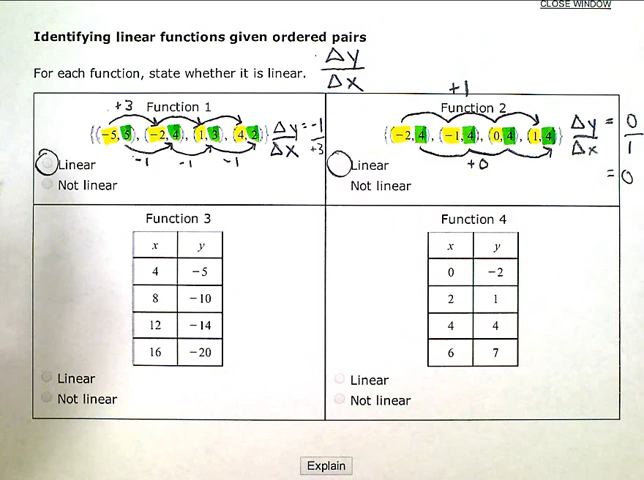 CLOSE WINDOW
Identifying linear functions given ordered pairs
For each function, state whether it is linear.
Δy
Δx
+3
Function 1
{(−5, 5), (−2, 4), (1, 3), (4, 2)}
Δy = −1
Δx +3
−1 −1 −1
Linear
Not linear
+1
Function 2
{(−2, 4), (−1, 4), (0, 4), (1, 4)}
Δy = 0
Δx 1
= 0
+0
Linear
Not linear
Function 3
x y
4 −5
8 −10
12 −14
16 −20
Linear
Not linear
Function 4
x y
0 −2
2 1
4 4
6 7
Linear
Not linear
Explain